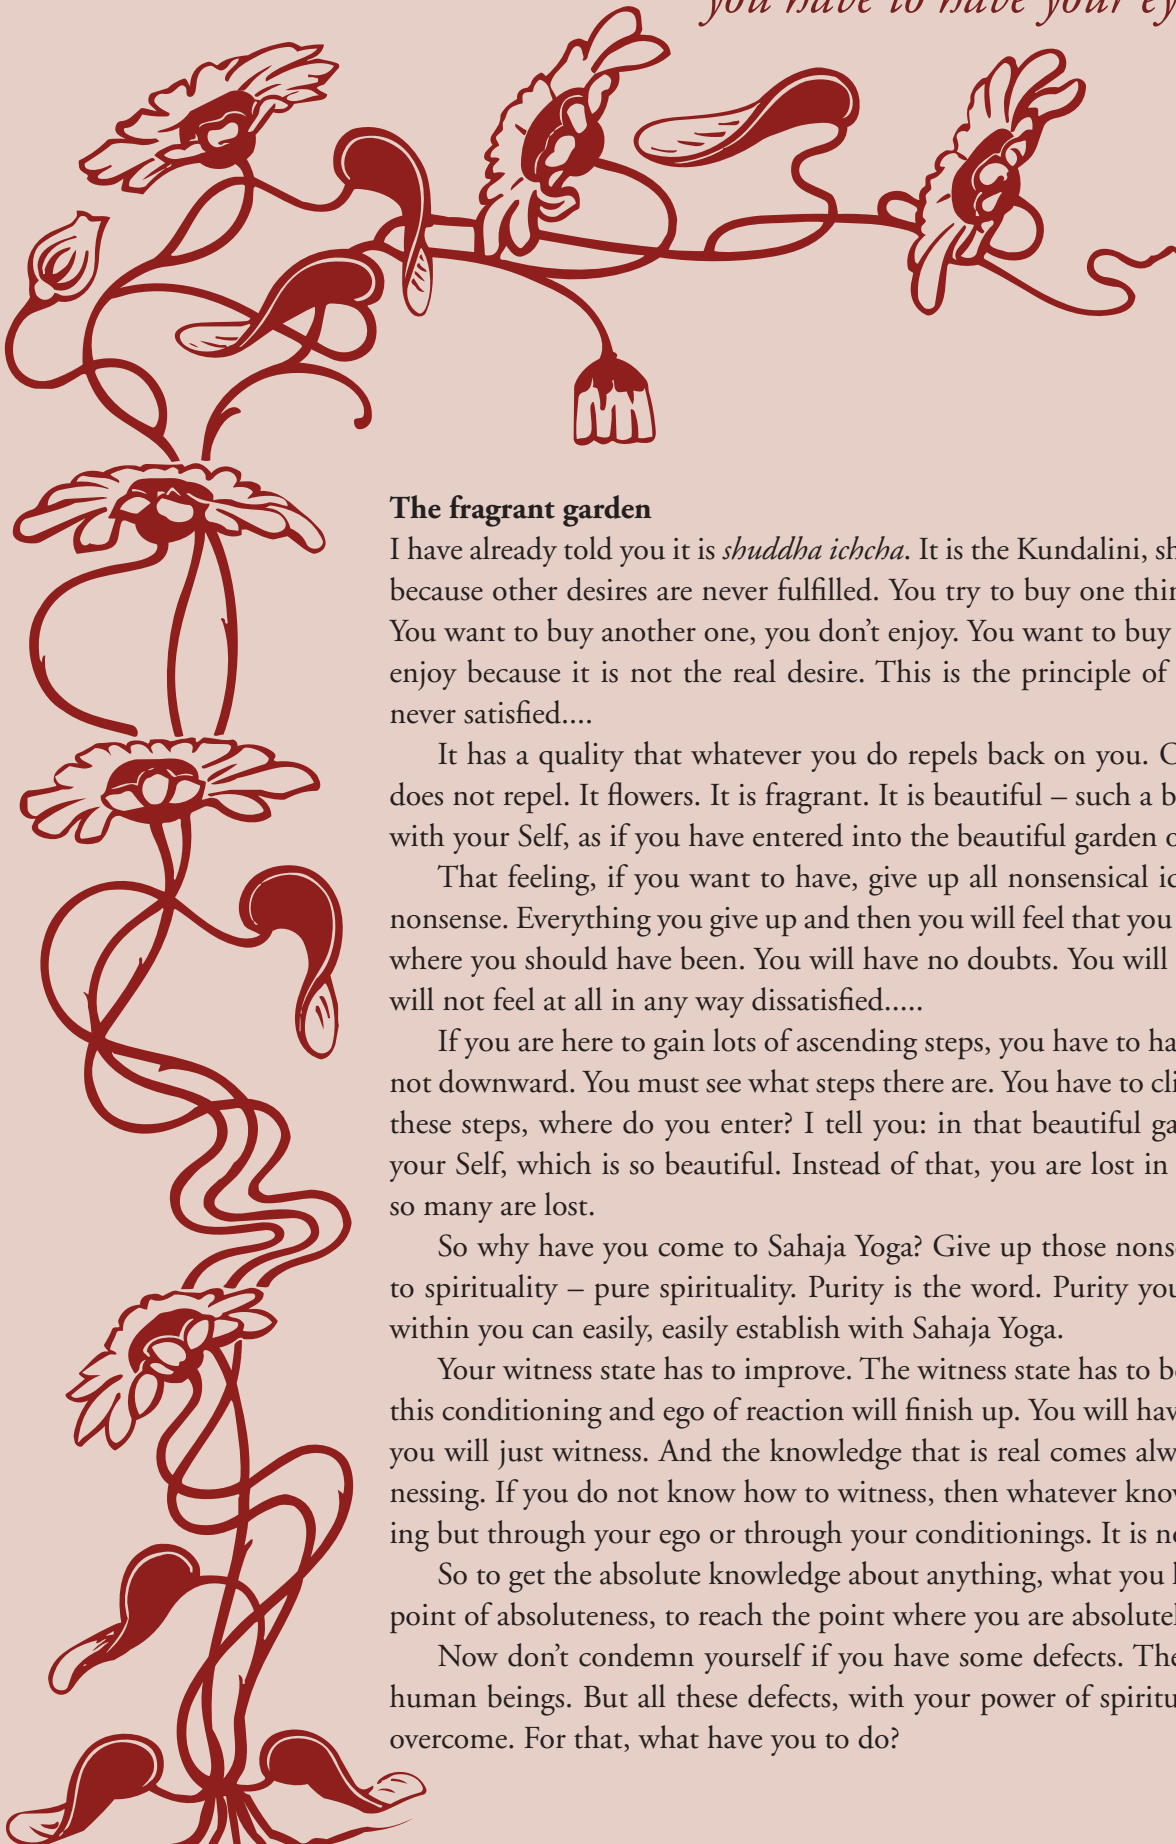 you have to have your
The fragrant garden
I have already told you it is shuddha ichcha. It is the Kundalini,
because other desires are never fulfilled. You try to buy one
You want to buy another one, you don't enjoy. You want to buy
enjoy because it is not the real desire. This is the principle of
never satisfied....
It has a quality that whatever you do repels back on you.
does not repel. It flowers. It is fragrant. It is beautiful – such a
with your Self, as if you have entered into the beautiful garden
That feeling, if you want to have, give up all nonsensical
nonsense. Everything you give up and then you will feel that you
where you should have been. You will have no doubts. You will
will not feel at all in any way dissatisfied.....
If you are here to gain lots of ascending steps, you have to
not downward. You must see what steps there are. You have to
these steps, where do you enter? I tell you: in that beautiful
your Self, which is so beautiful. Instead of that, you are lost in
so many are lost.
So why have you come to Sahaja Yoga? Give up those
to spirituality – pure spirituality. Purity is the word. Purity
within you can easily, easily establish with Sahaja Yoga.
Your witness state has to improve. The witness state has to
this conditioning and ego of reaction will finish up. You will
you will just witness. And the knowledge that is real comes
nessing. If you do not know how to witness, then whatever
ing but through your ego or through your conditionings. It is
So to get the absolute knowledge about anything, what you
point of absoluteness, to reach the point where you are
Now don't condemn yourself if you have some defects.
human beings. But all these defects, with your power of
overcome. For that, what have you to do?